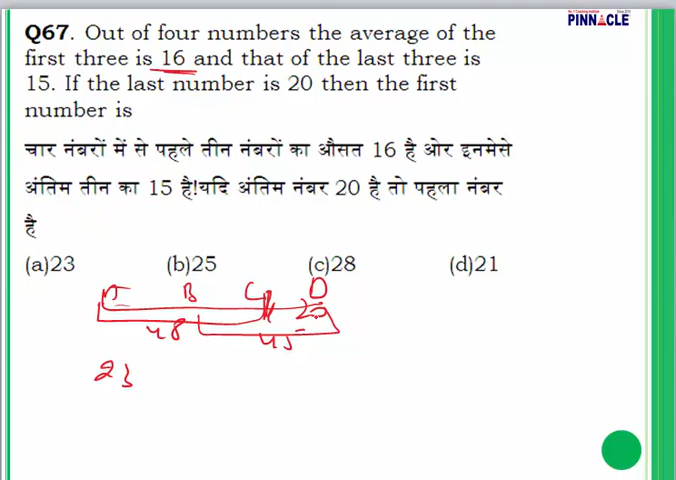 PINNACLE
Q67. Out of four numbers the average of the
first three is 16 and that of the last three is
15. If the last number is 20 then the first
number is
चार नंबरों में से पहले तीन नंबरों का औसत 16 है ओर इनमेसे
अंतिम तीन का 15 है!यदि अंतिम नंबर 20 है तो पहला नंबर
है
(a)23 (b)25 (c)28 (d)21
B C D
20
48
45
23